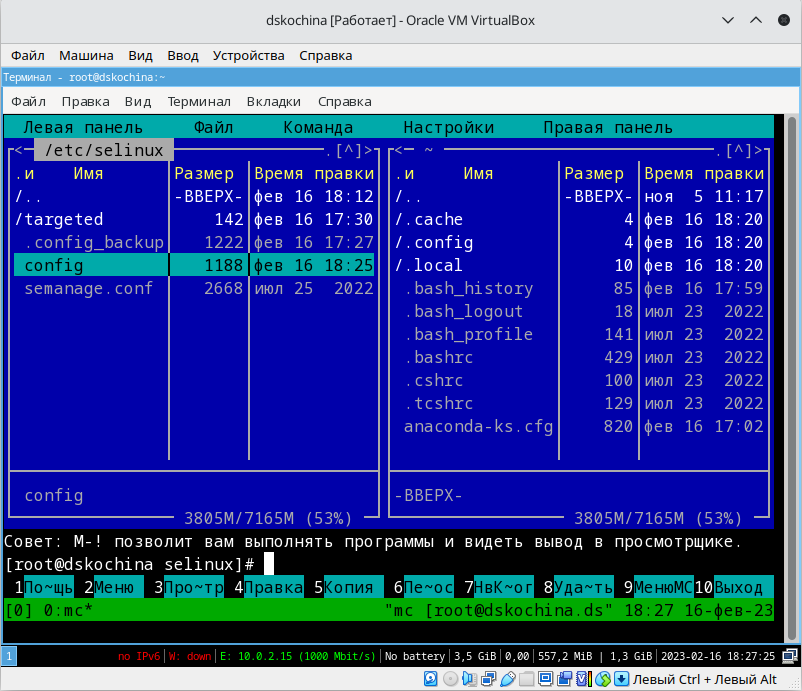 dskochina [Работает] - Oracle VM VirtualBox
Файл Машина Вид Ввод Устройства Справка
Терминал - root@dskochina:~
Файл Правка Вид Терминал Вкладки Справка
Левая панель Файл Команда Настройки Правая панель
<- /etc/selinux .[^]>
<- ~ .[^]>
.и Имя Размер Время правки
/.. -ВВЕРХ- фев 16 18:12
/targeted 142 фев 16 17:30
.config_backup 1222 фев 16 17:27
config 1188 фев 16 18:25
semanage.conf 2668 июл 25 2022
config
3805M/7165M (53%)
.и Имя Размер Время правки
/.. -ВВЕРХ- ноя 5 11:17
/.cache 4 фев 16 18:20
/.config 4 фев 16 18:20
/.local 10 фев 16 18:20
.bash_history 85 фев 16 17:59
.bash_logout 18 июл 23 2022
.bash_profile 141 июл 23 2022
.bashrc 429 июл 23 2022
.cshrc 100 июл 23 2022
.tcshrc 129 июл 23 2022
anaconda-ks.cfg 820 фев 16 17:02
-ВВЕРХ-
3805M/7165M (53%)
Совет: M-! позволит вам выполнять программы и видеть вывод в просмотрщике.
[root@dskochina selinux]#
1По~щь 2Меню 3Про~тр 4Правка 5Копия 6Пе~ос 7НвК~ог 8Уда~ть 9МенюМС 10Выход
[0] 0:mc* "mc [root@dskochina.ds" 18:27 16-фев-23
1 no IPv6 | W: down | E: 10.0.2.15 (1000 Mbit/s) | No battery | 3,5 GiB | 0,00 | 557,2 MiB | 1,3 GiB | 2023-02-16 18:27:25
Левый Ctrl + Левый Alt